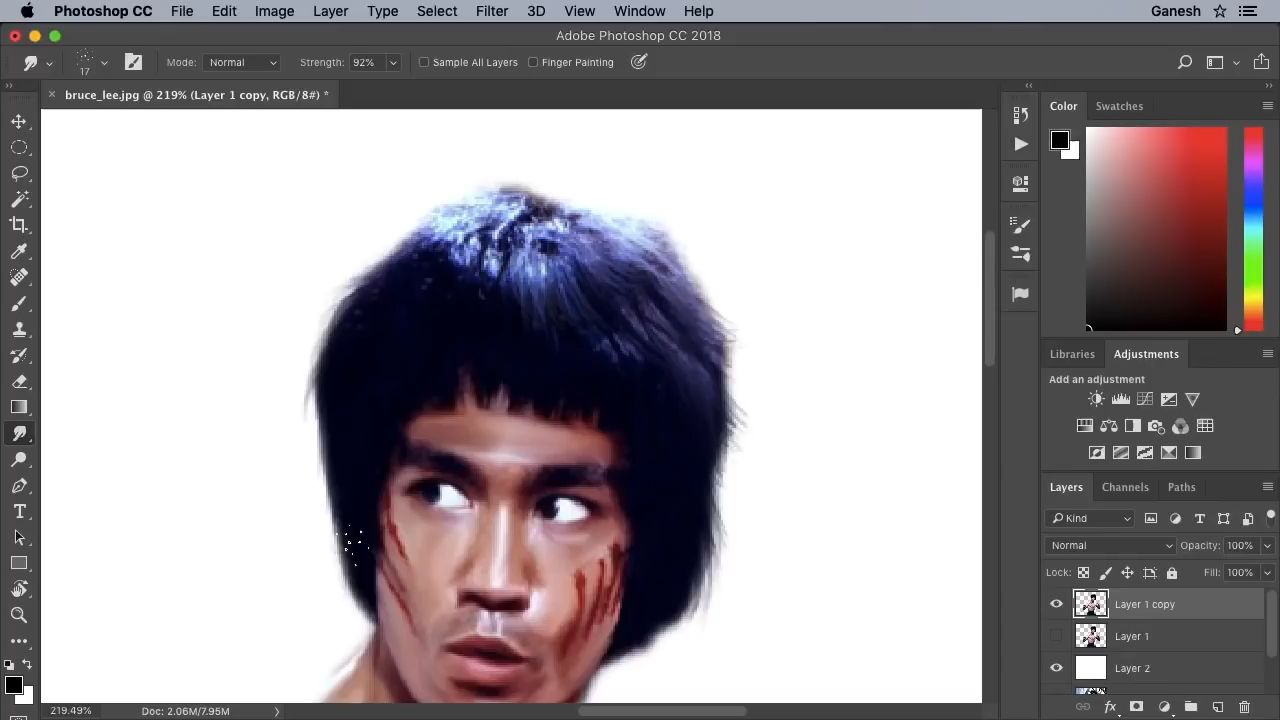 Photoshop CC File Edit Image Layer Type Select Filter 3D View Window Help Ganesh
Adobe Photoshop CC 2018
17 Mode: Normal Strength: 92% Sample All Layers Finger Painting
bruce_lee.jpg @ 219% (Layer 1 copy, RGB/8#) *
Color Swatches
Libraries Adjustments
Add an adjustment
Layers Channels Paths
Kind
Normal Opacity: 100%
Lock: Fill: 100%
Layer 1 copy
Layer 1
Layer 2
219.49% Doc: 2.06M/7.95M